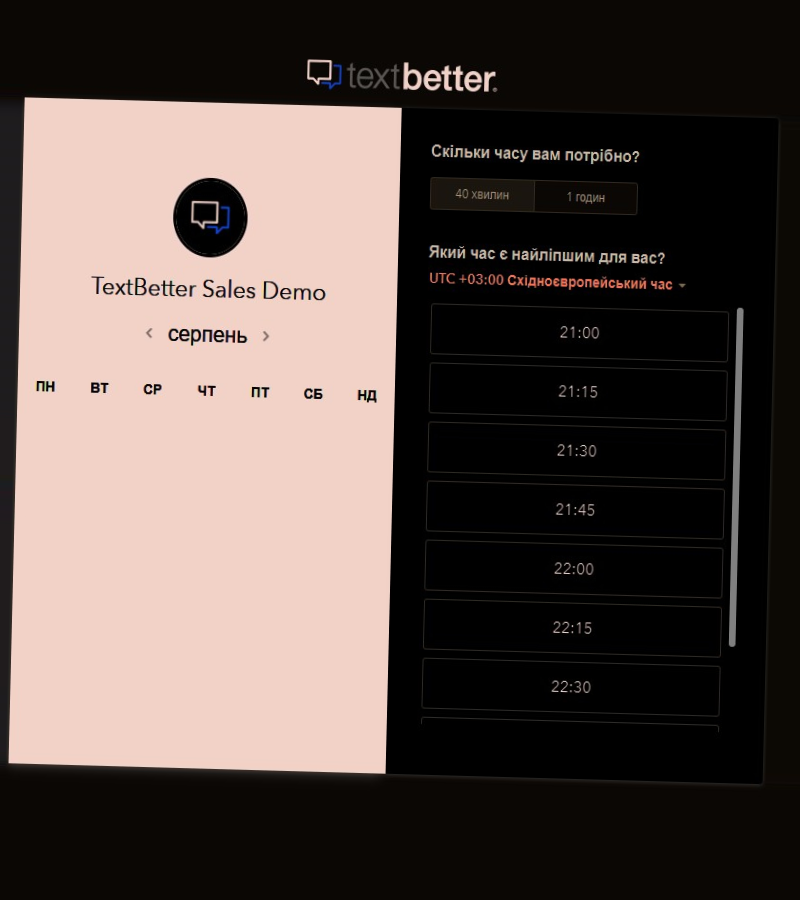 textbetter.
TextBetter Sales Demo
серпень
ПН ВТ СР ЧТ ПТ СБ НД
Скільки часу вам потрібно?
40 хвилин 1 годин
Який час є найліпшим для вас?
UTC +03:00 Східноєвропейський час
21:00
21:15
21:30
21:45
22:00
22:15
22:30